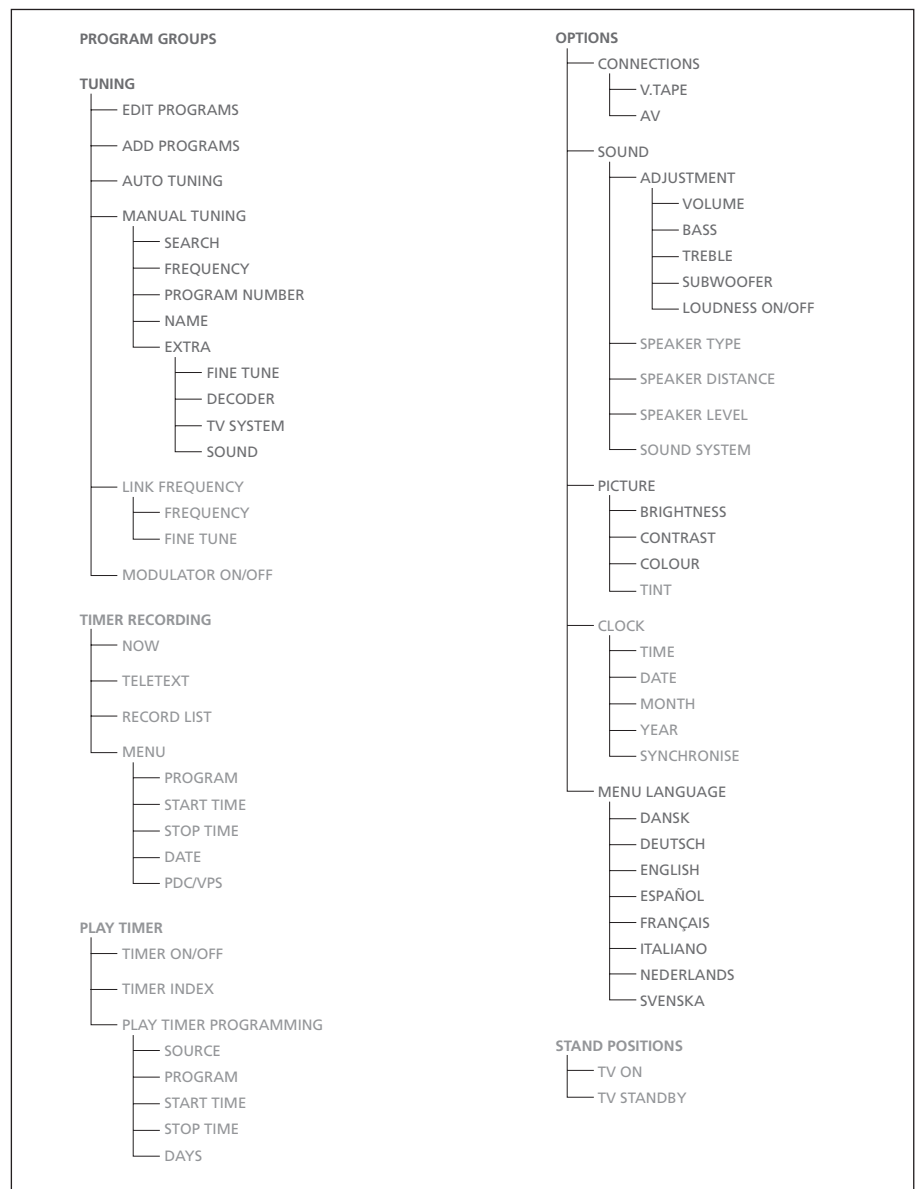 PROGRAM GROUPS
TUNING
EDIT PROGRAMS
ADD PROGRAMS
AUTO TUNING
MANUAL TUNING
SEARCH
FREQUENCY
PROGRAM NUMBER
NAME
EXTRA
FINE TUNE
DECODER
TV SYSTEM
SOUND
LINK FREQUENCY
FREQUENCY
FINE TUNE
MODULATOR ON/OFF
TIMER RECORDING
NOW
TELETEXT
RECORD LIST
MENU
PROGRAM
START TIME
STOP TIME
DATE
PDC/VPS
PLAY TIMER
TIMER ON/OFF
TIMER INDEX
PLAY TIMER PROGRAMMING
SOURCE
PROGRAM
START TIME
STOP TIME
DAYS
OPTIONS
CONNECTIONS
V.TAPE
AV
SOUND
ADJUSTMENT
VOLUME
BASS
TREBLE
SUBWOOFER
LOUDNESS ON/OFF
SPEAKER TYPE
SPEAKER DISTANCE
SPEAKER LEVEL
SOUND SYSTEM
PICTURE
BRIGHTNESS
CONTRAST
COLOUR
TINT
CLOCK
TIME
DATE
MONTH
YEAR
SYNCHRONISE
MENU LANGUAGE
DANSK
DEUTSCH
ENGLISH
ESPAÑOL
FRANÇAIS
ITALIANO
NEDERLANDS
SVENSKA
STAND POSITIONS
TV ON
TV STANDBY